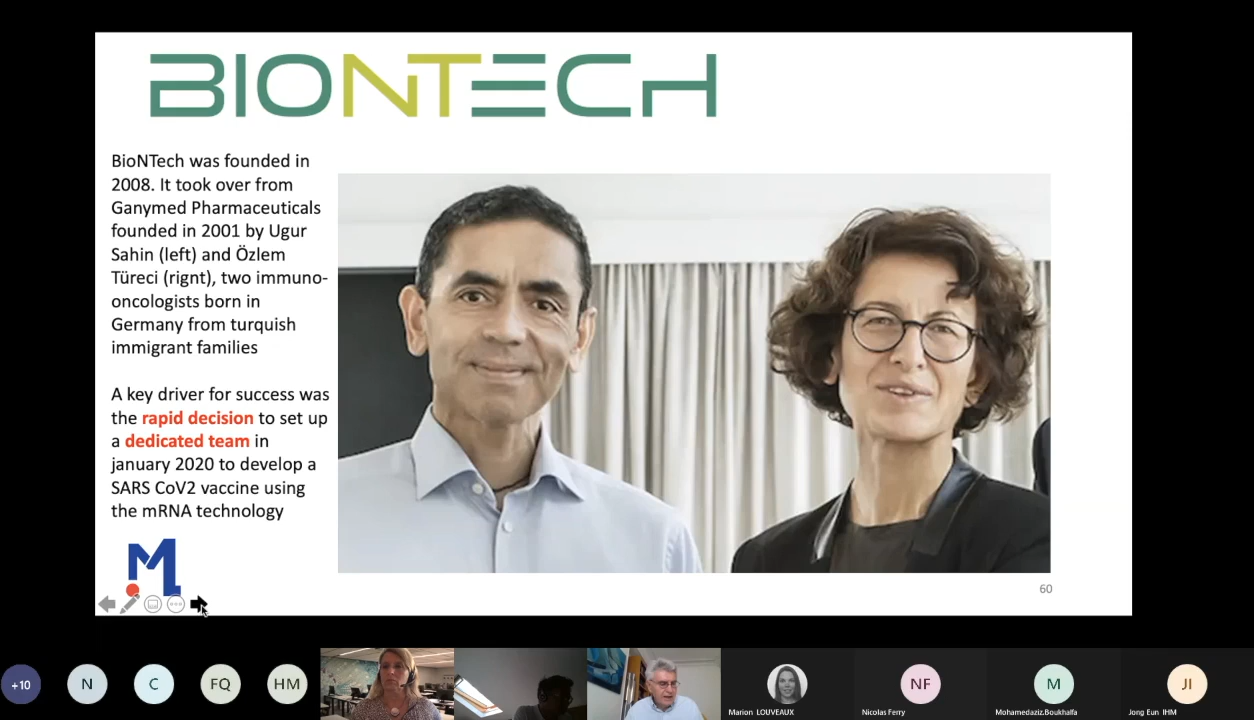 BIONTECH
BioNTech was founded in
2008. It took over from
Ganymed Pharmaceuticals
founded in 2001 by Ugur
Sahin (left) and Özlem
Türeci (rignt), two immuno-
oncologists born in
Germany from turquish
immigrant families
A key driver for success was
the rapid decision to set up
a dedicated team in
january 2020 to develop a
SARS CoV2 vaccine using
the mRNA technology
M
60
+10
N
C
FQ
HM
NF
M
JI
Marion LOUVEAUX
Nicolas Ferry
Mohamedaziz.Boukhalfa
Jong Eun IHM